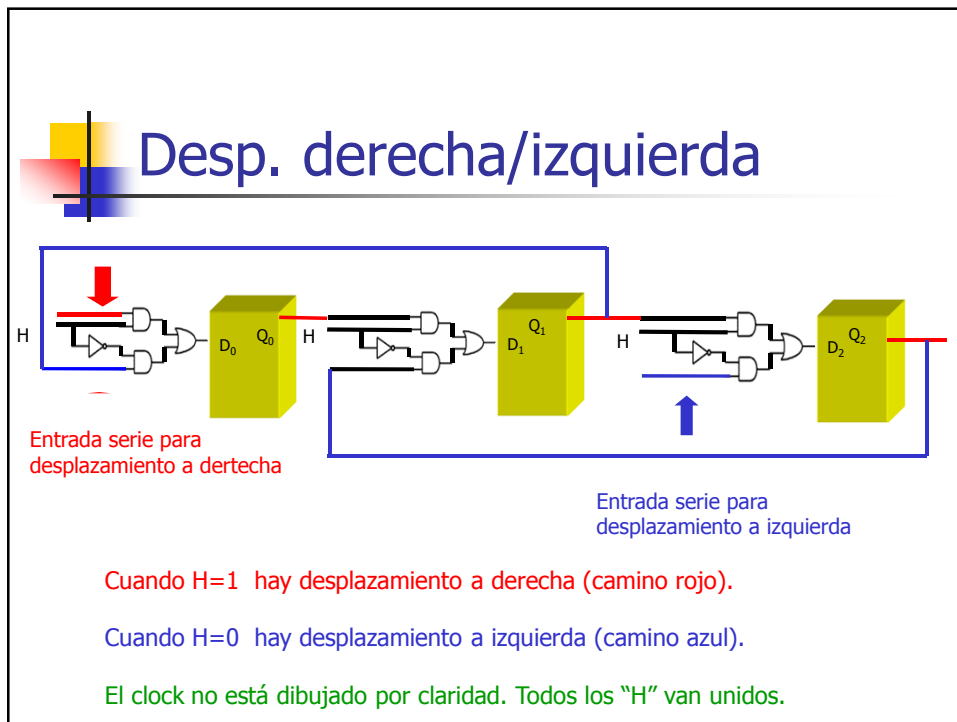 Desp. derecha/izquierda
H
D0
Q0
H
D1
Q1
H
D2
Q2
Entrada serie para
desplazamiento a dertecha
Entrada serie para
desplazamiento a izquierda
Cuando H=1 hay desplazamiento a derecha (camino rojo).
Cuando H=0 hay desplazamiento a izquierda (camino azul).
El clock no está dibujado por claridad. Todos los “H” van unidos.